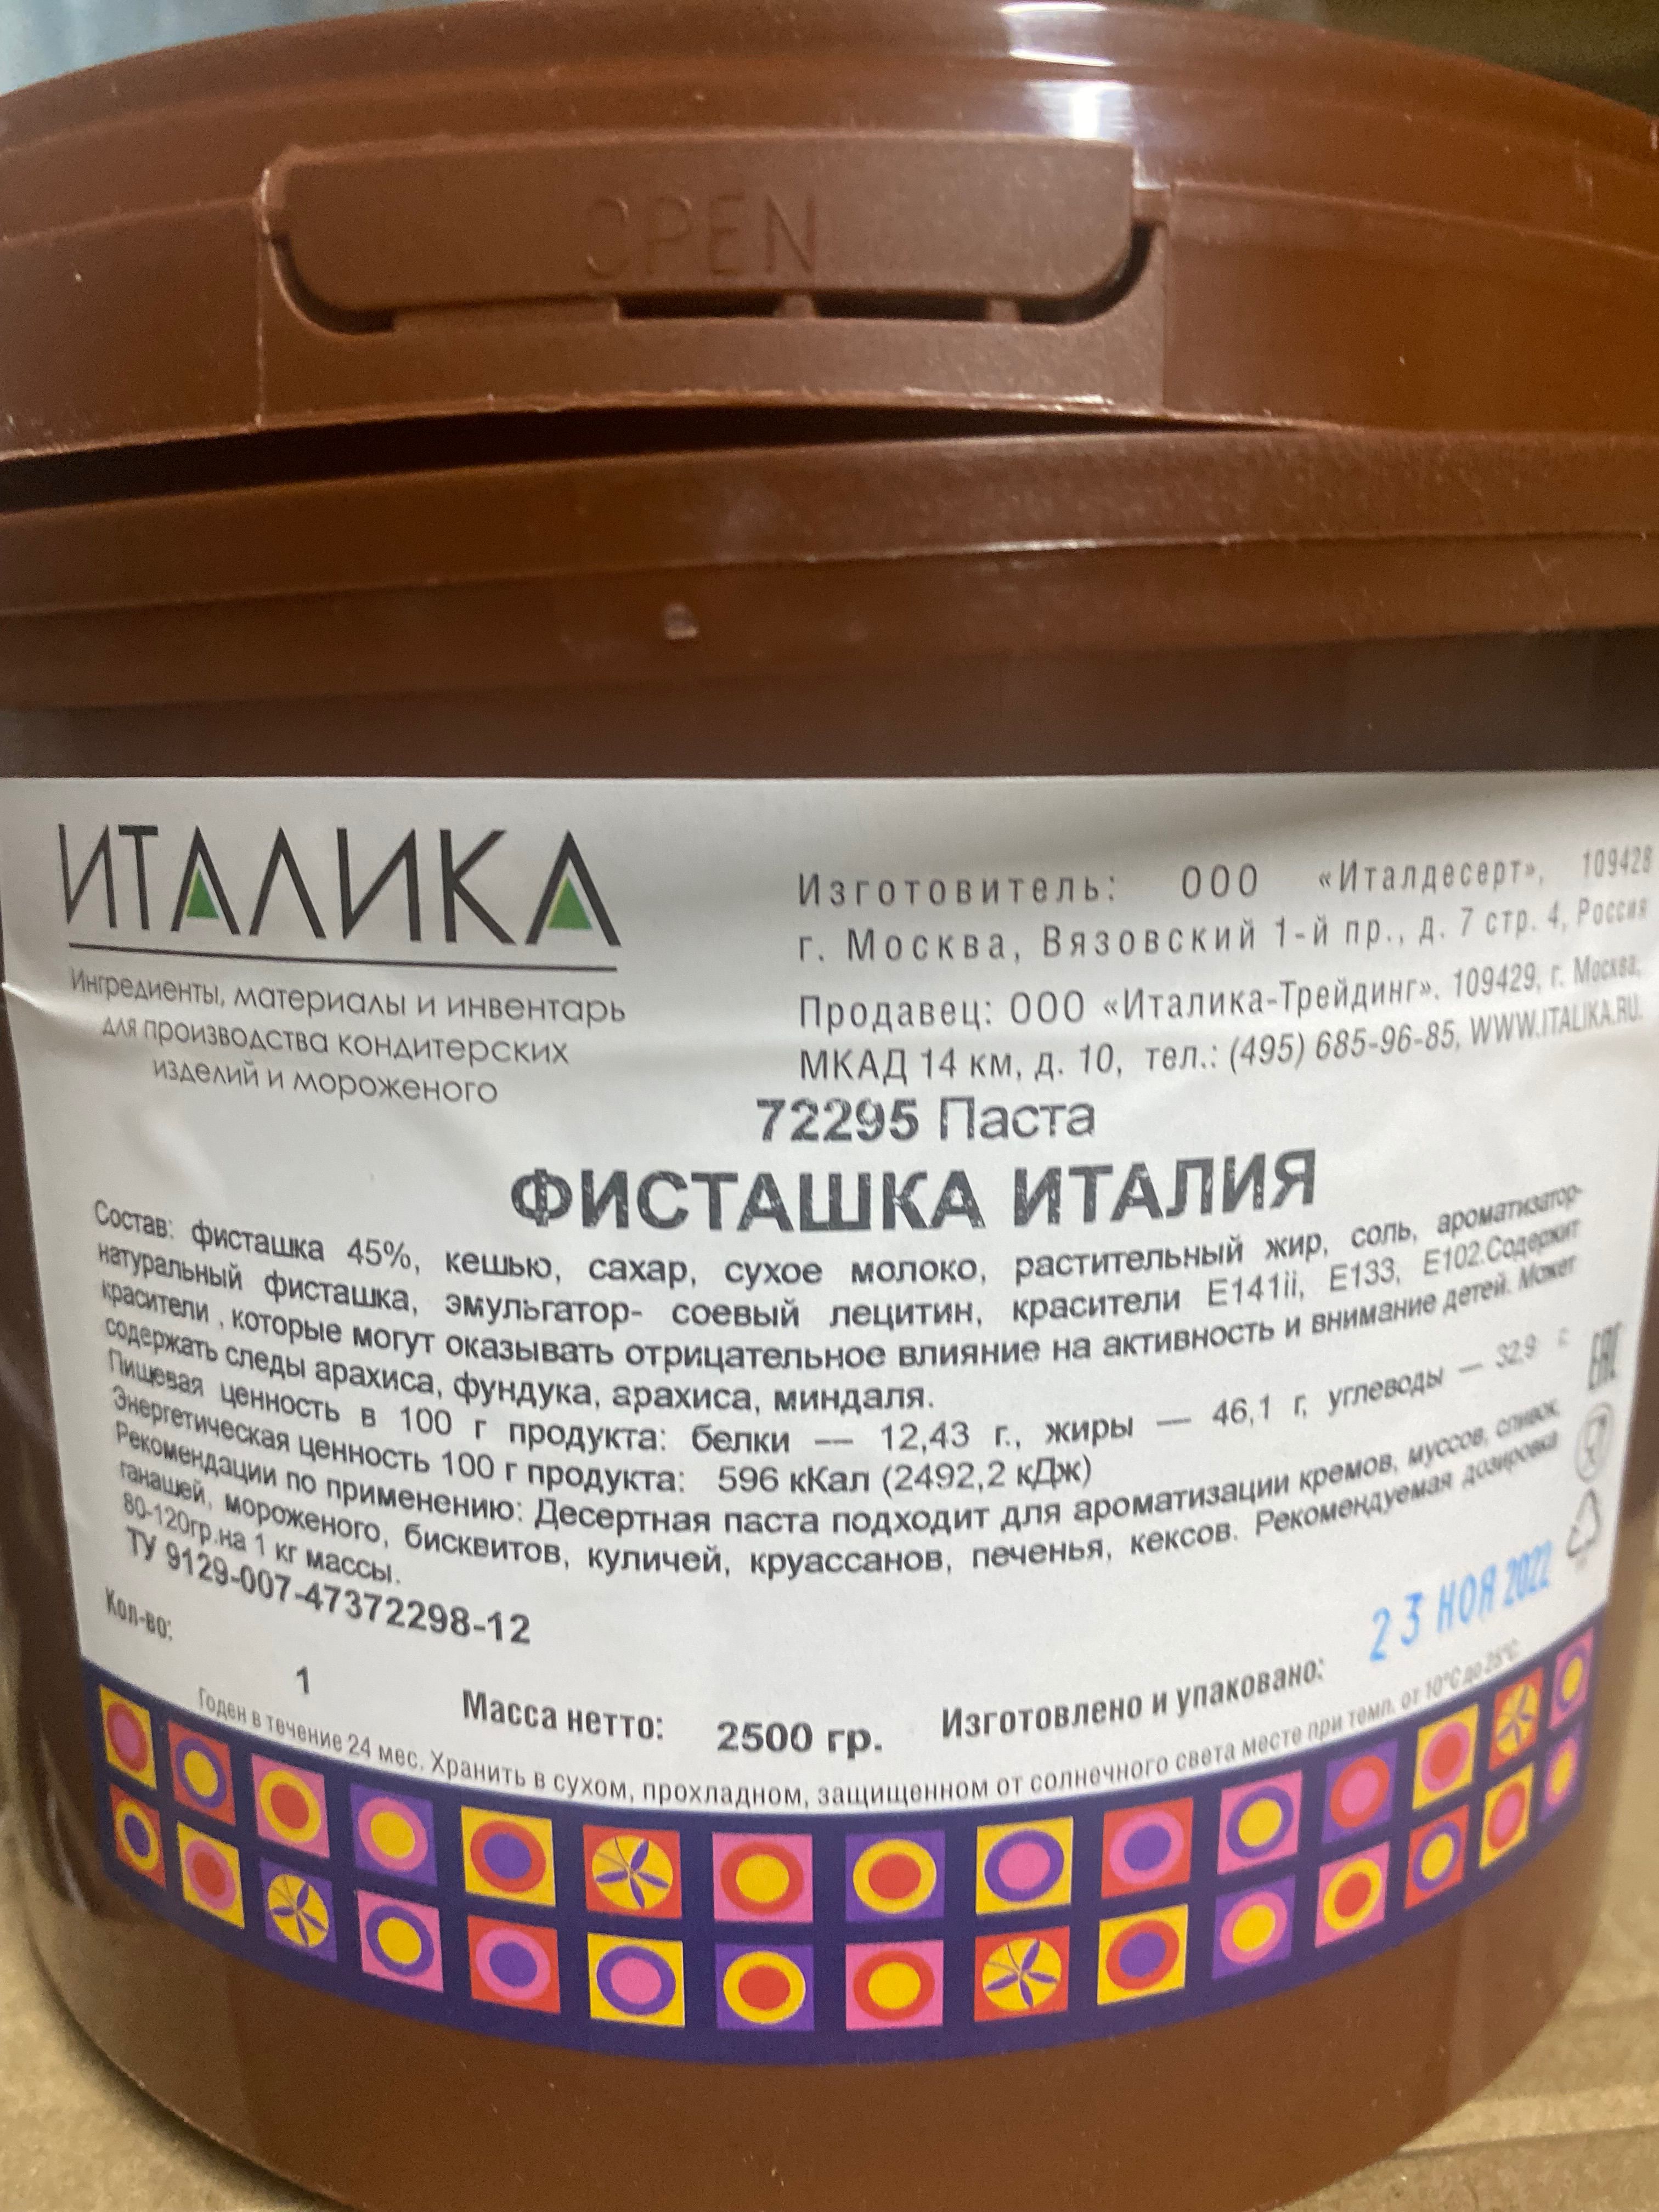 OPEN
ИТАЛИКА
Ингредиенты, материалы и инвентарь
для производства кондитерских
изделий и мороженого
Изготовитель: ООО «Италдесерт», 109428
г. Москва, Вязовский 1-й пр., д. 7 стр. 4, Россия
Продавец: ООО «Италика-Трейдинг». 109429, г. Москва,
МКАД 14 км, д. 10, тел.: (495) 685-96-85, WWW.ITALIKA.RU.
72295 Паста
ФИСТАШКА ИТАЛИЯ
Состав: фисташка 45%, кешью, сахар, сухое молоко, растительный жир, соль, ароматизатор-
натуральный фисташка, эмульгатор- соевый лецитин, красители Е141ii, Е133, Е102.Содержит
красители , которые могут оказывать отрицательное влияние на активность и внимание детей. Может
содержать следы арахиса, фундука, арахиса, миндаля.
Пищевая ценность в 100 г продукта: белки — 12,43 г., жиры — 46,1 г, углеводы — 32,9 г.
Энергетическая ценность 100 г продукта: 596 кКал (2492,2 кДж)
Рекомендации по применению: Десертная паста подходит для ароматизации кремов, муссов, сливок,
ганашей, мороженого, бисквитов, куличей, круассанов, печенья, кексов. Рекомендуемая дозировка
80-120гр.на 1 кг массы.
ТУ 9129-007-47372298-12
EAC
Кол-во: 1 Масса нетто: 2500 гр. Изготовлено и упаковано: 23 НОЯ 2022
Годен в течение 24 мес. Хранить в сухом, прохладном, защищенном от солнечного света месте при темп. от 10°С до 25°С.